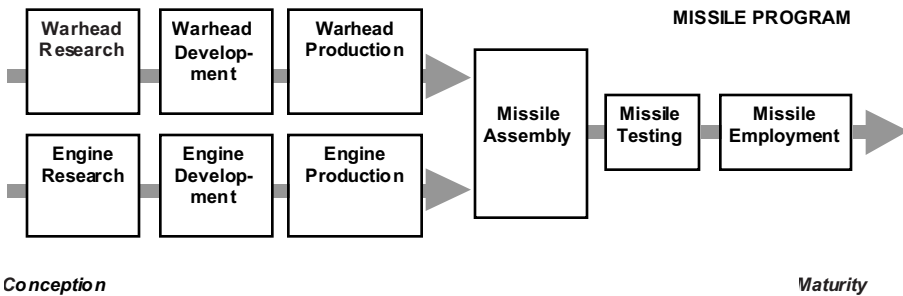 MISSILE PROGRAM
Warhead
Research
Warhead
Develop-
ment
Warhead
Production
Missile
Assembly
Missile
Testing
Missile
Employment
Engine
Research
Engine
Develop-
ment
Engine
Production
Conception
Maturity